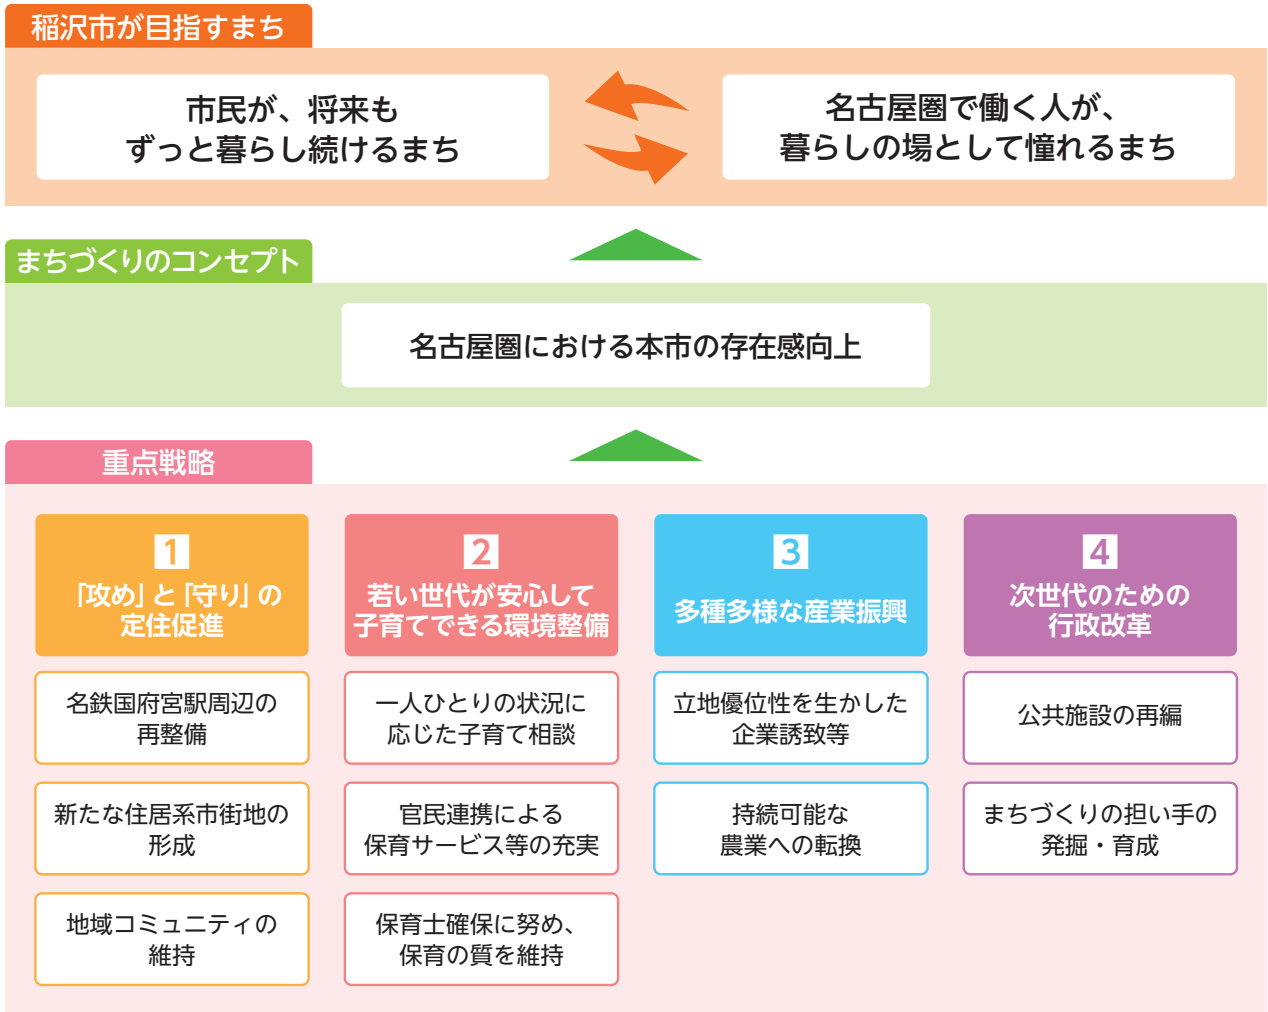 稲沢市が目指すまち
市民が、将来も
ずっと暮らし続けるまち
名古屋圏で働く人が、
暮らしの場として憧れるまち
まちづくりのコンセプト
名古屋圏における本市の存在感向上
重点戦略
1
「攻め」と「守り」の
定住促進
名鉄国府宮駅周辺の
再整備
新たな住居系市街地の
形成
地域コミュニティの
維持
2
若い世代が安心して
子育てできる環境整備
一人ひとりの状況に
応じた子育て相談
官民連携による
保育サービス等の充実
保育士確保に努め、
保育の質を維持
3
多種多様な産業振興
立地優位性を生かした
企業誘致等
持続可能な
農業への転換
4
次世代のための
行政改革
公共施設の再編
まちづくりの担い手の
発掘・育成